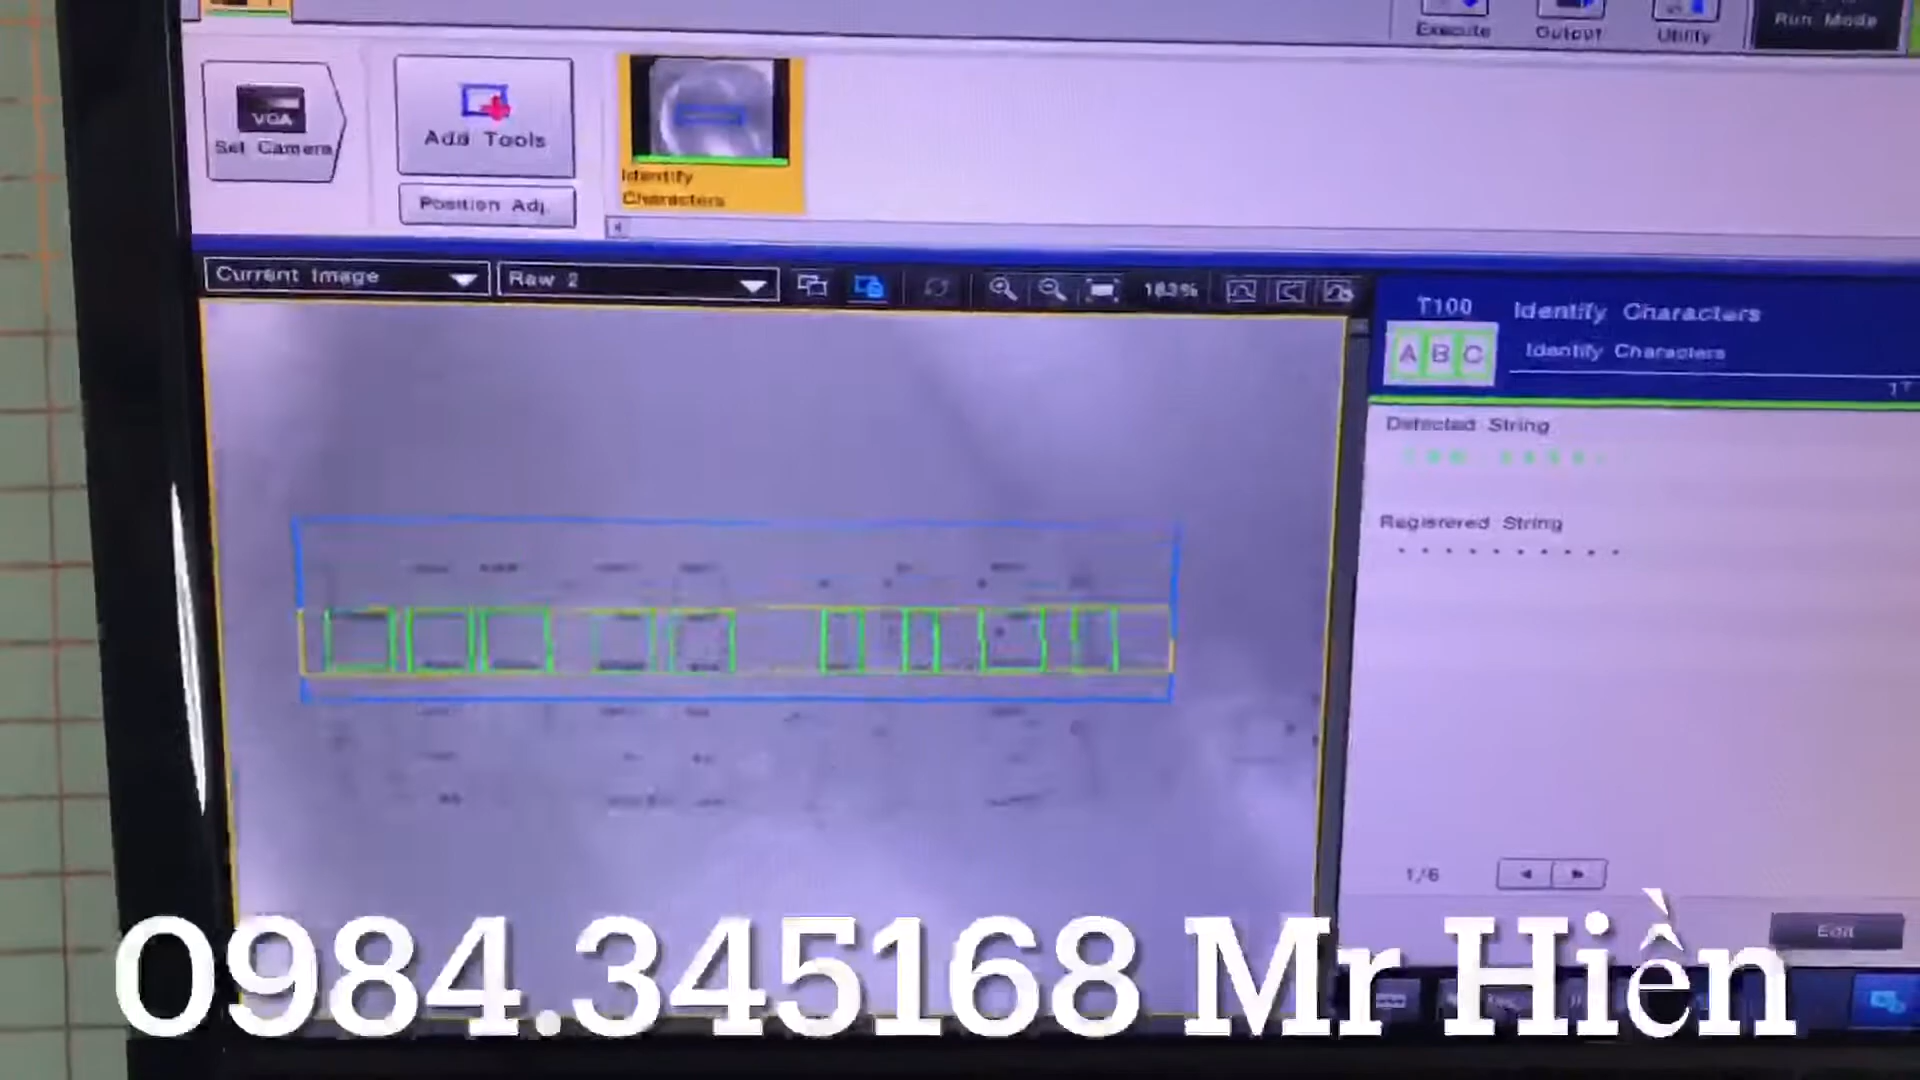 Execute
Output
Utility
Run Mode
VGA
Set Camera
Add Tools
Position Adj.
Identify
Characters
Current Image
Raw 2
183%
T100
Identify Characters
ABC
Identify Characters
Detected String
Registered String
1/6
Edit
0984.345168 Mr Hiền